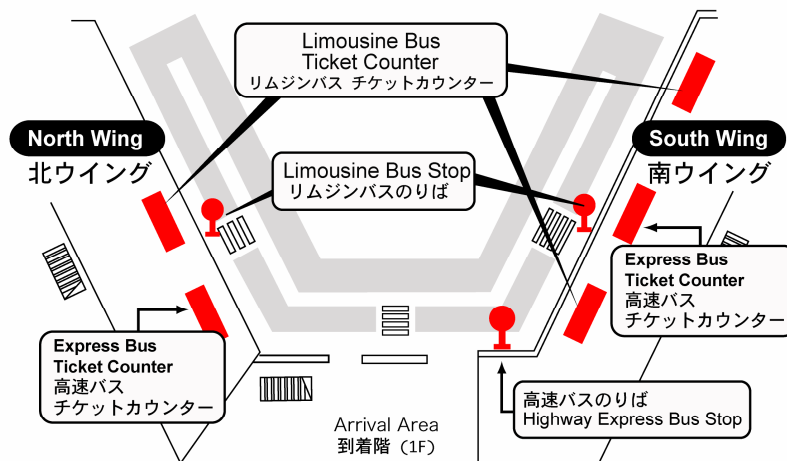 Limousine Bus
Ticket Counter
リムジンバス チケットカウンター
North Wing
北ウイング
South Wing
南ウイング
Limousine Bus Stop
リムジンバスのりば
Express Bus
Ticket Counter
高速バス
チケットカウンター
Express Bus
Ticket Counter
高速バス
チケットカウンター
高速バスのりば
Highway Express Bus Stop
Arrival Area
到着階 (1F)